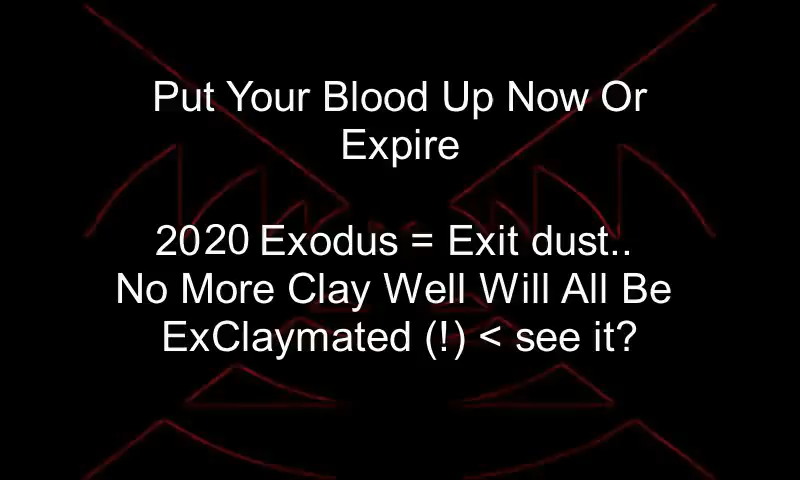 Put Your Blood Up Now Or
Expire
2020 Exodus = Exit dust..
No More Clay Well Will All Be
ExClaymated (!) < see it?